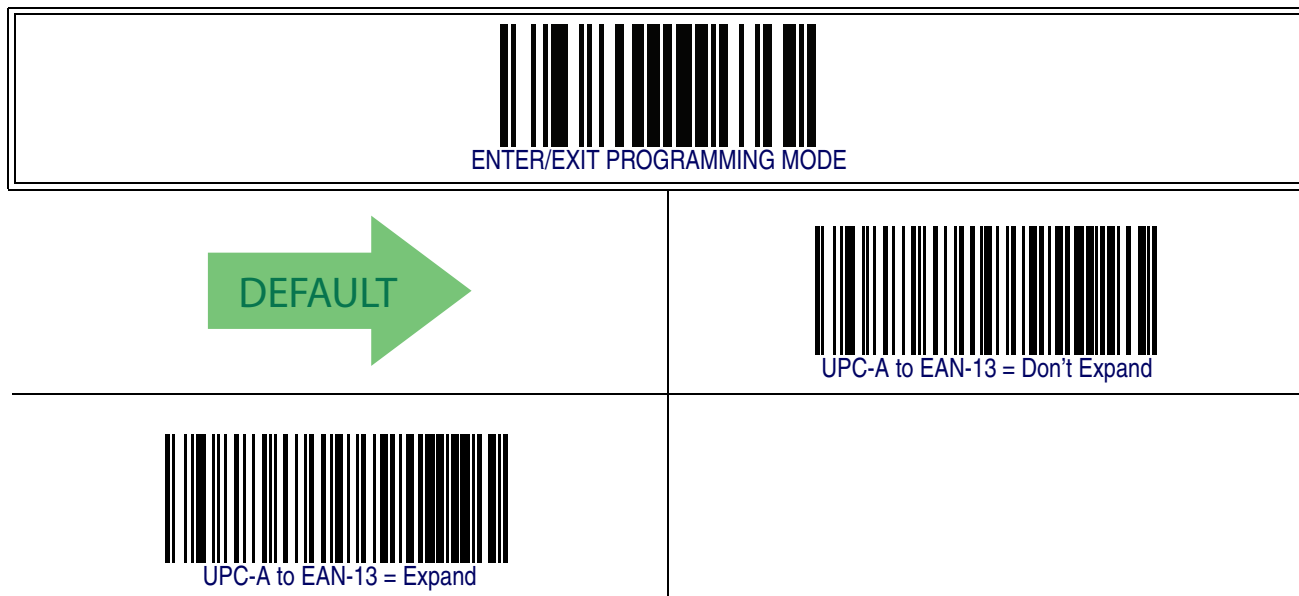 ENTER/EXIT PROGRAMMING MODE
DEFAULT
UPC-A to EAN-13 = Don't Expand
UPC-A to EAN-13 = Expand